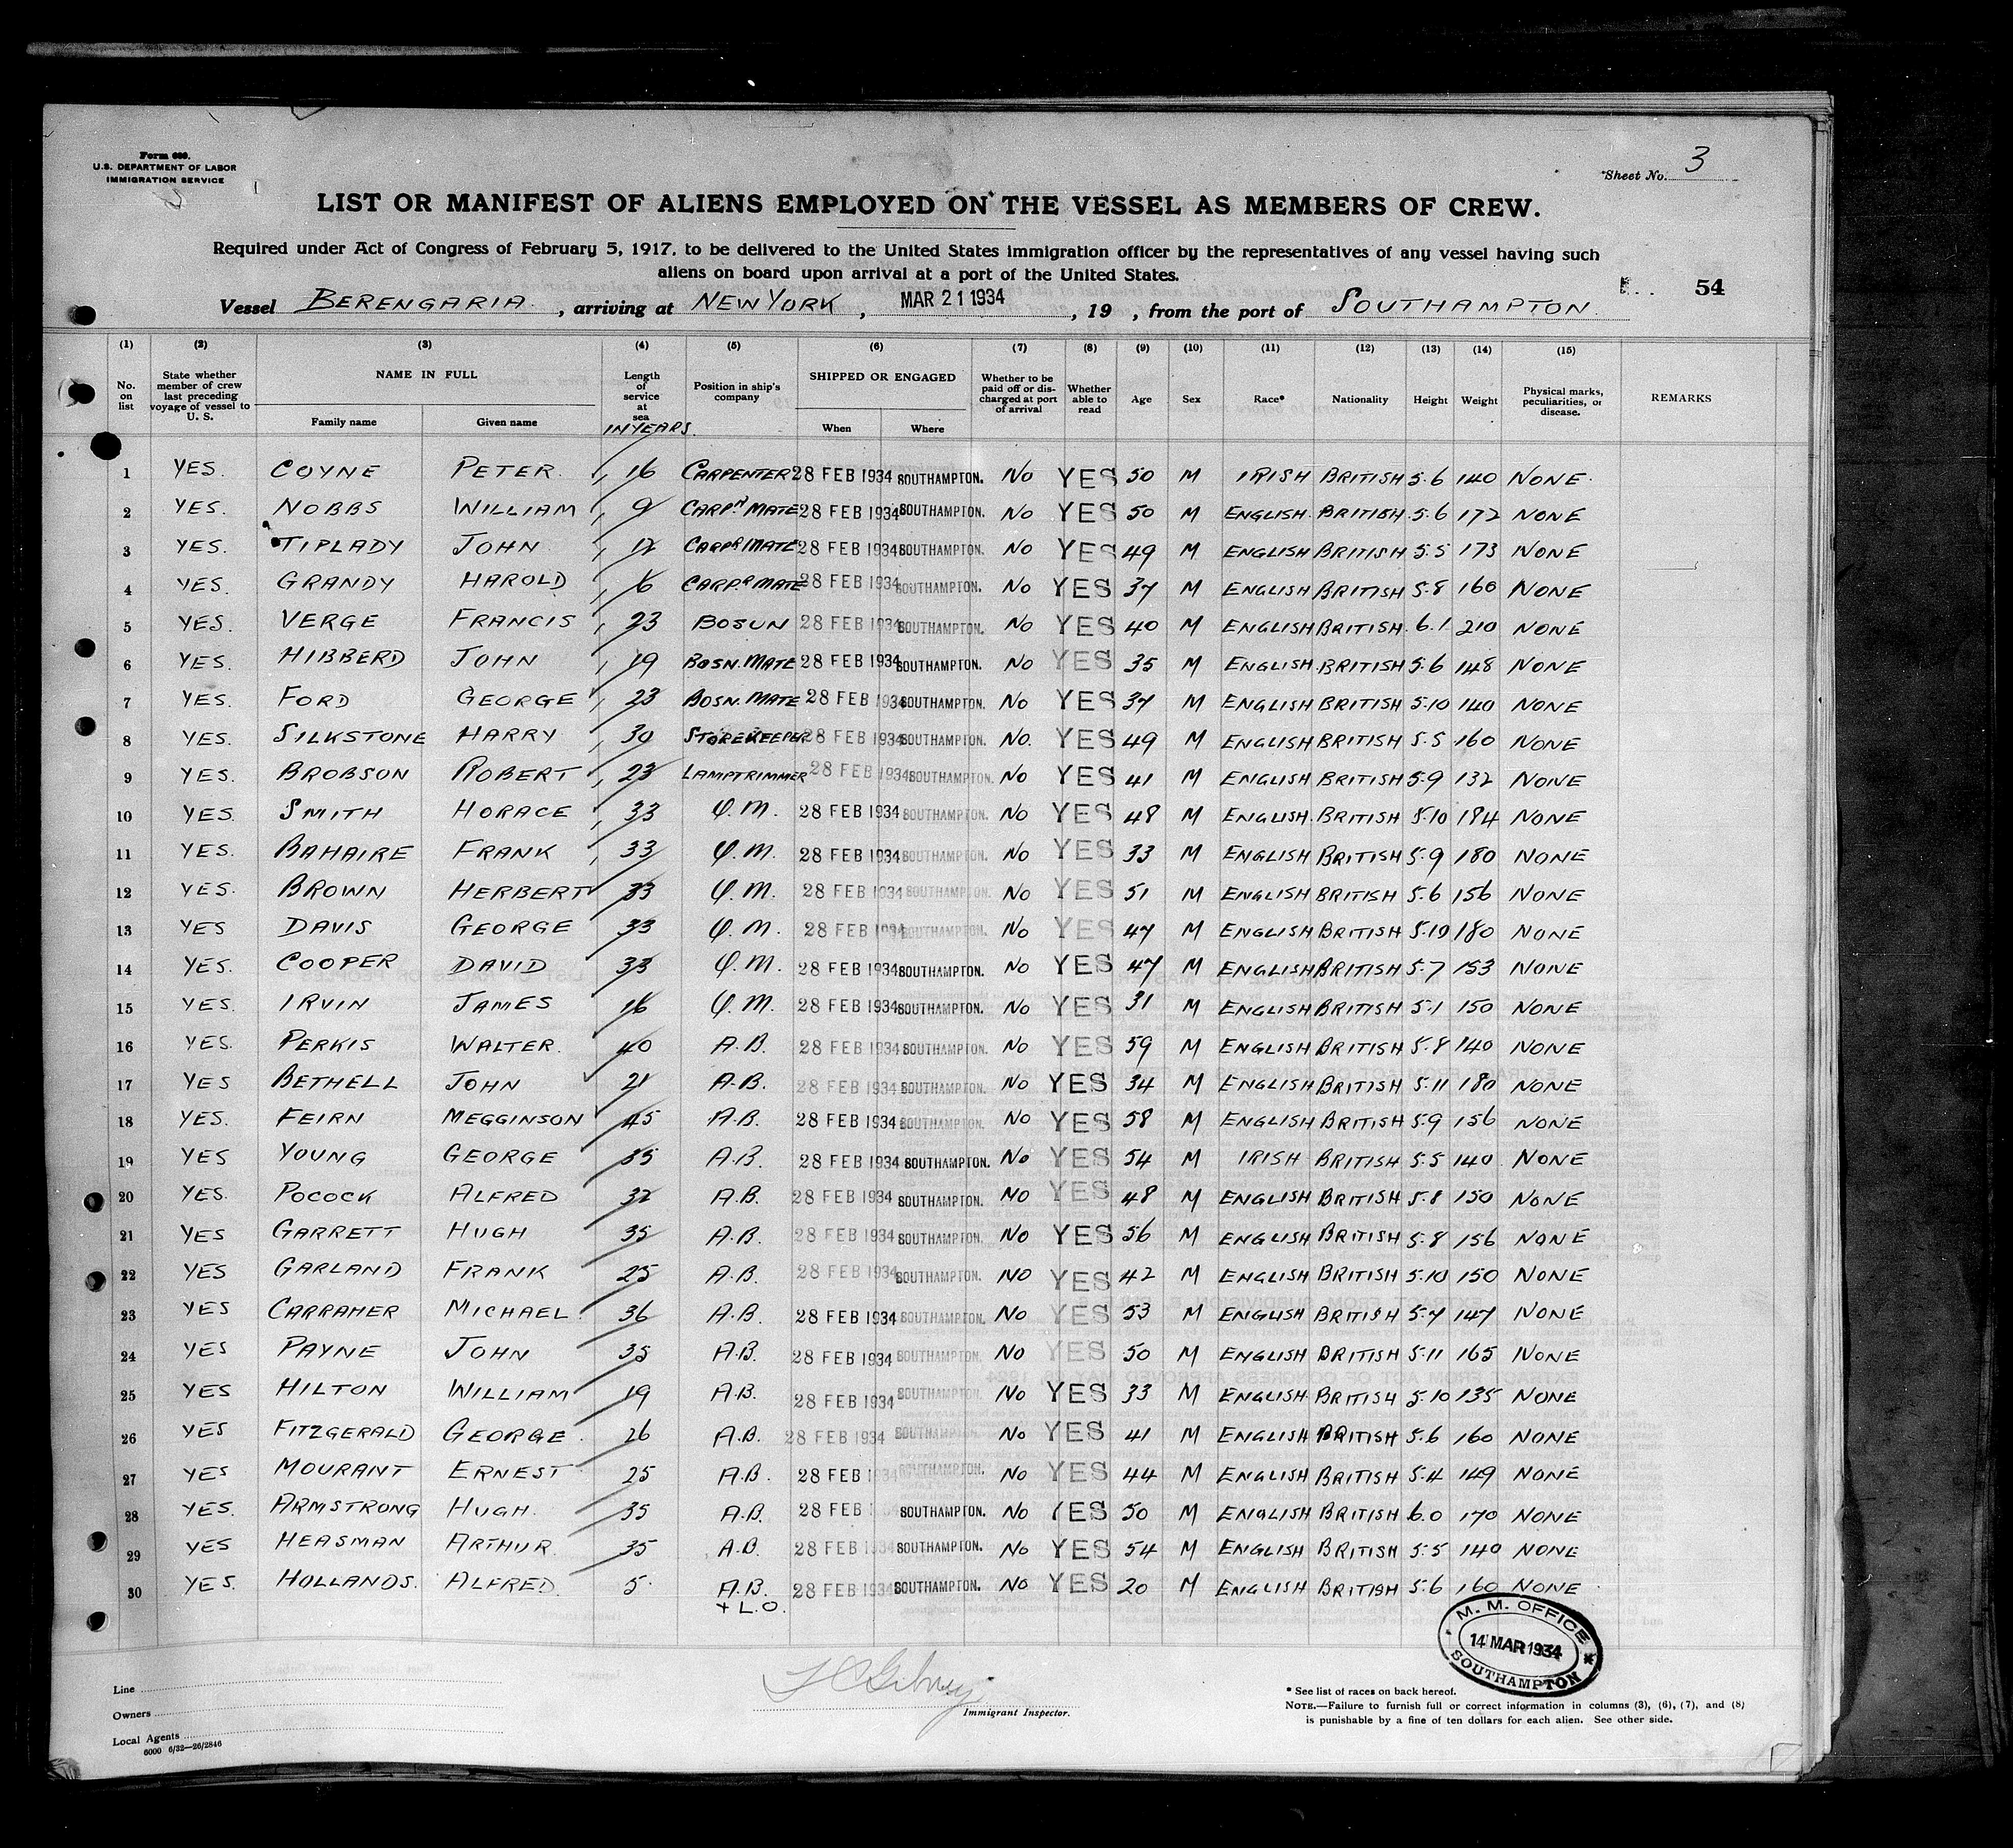 Form 689.
U.S. DEPARTMENT OF LABOR
IMMIGRATION SERVICE
*Sheet No. 3
LIST OR MANIFEST OF ALIENS EMPLOYED ON THE VESSEL AS MEMBERS OF CREW.
Required under Act of Congress of February 5, 1917, to be delivered to the United States immigration officer by the representatives of any vessel having such
aliens on board upon arrival at a port of the United States.
54
Vessel BERENGARIA, arriving at NEW YORK, MAR 21 1934, 19 , from the port of SOUTHAMPTON.
(1) (2) (3) (4) (5) (6) (7) (8) (9) (10) (11) (12) (13) (14) (15)
No. on list State whether member of crew last preceding voyage of vessel to U. S. NAME IN FULL Family name Given name Length of service at sea IN YEARS. Position in ship's company SHIPPED OR ENGAGED When Where Whether to be paid off or discharged at port of arrival Whether able to read Age Sex Race* Nationality Height Weight Physical marks, peculiarities, or disease. REMARKS
1 YES. COYNE PETER. 16 CARPENTER 28 FEB 1934 SOUTHAMPTON. NO YES 50 M IRISH BRITISH 5.6 140 NONE.
2 YES. NOBBS WILLIAM 9 CARPR MATE 28 FEB 1934 SOUTHAMPTON. NO YES 50 M ENGLISH BRITISH 5.6 172 NONE
3 YES. TIPLADY JOHN 12 CARPR MATE 28 FEB 1934 SOUTHAMPTON. NO YES 49 M ENGLISH BRITISH 5.5 173 NONE
4 YES. GRANDY HAROLD 6 CARPR MATE 28 FEB 1934 SOUTHAMPTON. NO YES 37 M ENGLISH BRITISH 5.8 160 NONE
5 YES. VERGE FRANCIS 23 BOSUN 28 FEB 1934 SOUTHAMPTON. NO YES 40 M ENGLISH BRITISH. 6.1 210 NONE
6 YES. HIBBERD JOHN 19 BOSN. MATE 28 FEB 1934 SOUTHAMPTON. NO YES 35 M ENGLISH. BRITISH 5.6 148 NONE
7 YES. FORD GEORGE 23 BOSN. MATE 28 FEB 1934 SOUTHAMPTON. NO YES 37 M ENGLISH BRITISH 5.10 140 NONE
8 YES. SILKSTONE HARRY 30 STOREKEEPER 28 FEB 1934 SOUTHAMPTON. NO. YES 49 M ENGLISH BRITISH 5.5 160 NONE
9 YES. BROBSON ROBERT 23 LAMPTRIMMER 28 FEB 1934 SOUTHAMPTON. NO YES 41 M ENGLISH BRITISH 5.9 132 NONE
10 YES. SMITH HORACE 33 Q.M. 28 FEB 1934 SOUTHAMPTON. NO YES 48 M ENGLISH. BRITISH 5.10 184 NONE
11 YES. BAHAIRE FRANK 33 Q.M. 28 FEB 1934 SOUTHAMPTON. NO YES 33 M ENGLISH BRITISH 5.9 180 NONE
12 YES. BROWN HERBERT 33 Q.M. 28 FEB 1934 SOUTHAMPTON. NO YES 51 M ENGLISH BRITISH 5.6 156 NONE
13 YES DAVIS GEORGE 33 Q.M. 28 FEB 1934 SOUTHAMPTON. NO YES 47 M ENGLISH BRITISH 5.10 180 NONE
14 YES. COOPER DAVID 33 Q.M. 28 FEB 1934 SOUTHAMPTON. NO YES 47 M ENGLISH BRITISH 5.7 153 NONE
15 YES. IRVIN JAMES 16 Q.M. 28 FEB 1934 SOUTHAMPTON. NO YES 31 M ENGLISH BRITISH 5.1 150 NONE
16 YES. PERKIS WALTER. 40 A.B. 28 FEB 1934 SOUTHAMPTON. NO YES 59 M ENGLISH BRITISH 5.8 140 NONE
17 YES BETHELL JOHN 21 A.B. 28 FEB 1934 SOUTHAMPTON. NO YES 34 M ENGLISH BRITISH 5.11 180 NONE
18 YES. FEIRN MEGGINSON 45 A.B. 28 FEB 1934 SOUTHAMPTON. NO YES 58 M ENGLISH BRITISH 5.9 156 NONE
19 YES YOUNG GEORGE 35 A.B. 28 FEB 1934 SOUTHAMPTON. NO YES 54 M IRISH BRITISH 5.5 140 NONE
20 YES. POCOCK ALFRED 32 A.B. 28 FEB 1934 SOUTHAMPTON. NO YES 48 M ENGLISH BRITISH 5.8 150 NONE
21 YES GARRETT HUGH 35 A.B. 28 FEB 1934 SOUTHAMPTON. NO YES 56 M ENGLISH BRITISH 5.8 156 NONE
22 YES GARLAND FRANK 25 A.B. 28 FEB 1934 SOUTHAMPTON. NO YES 42 M ENGLISH BRITISH 5.10 150 NONE
23 YES CARRAHER MICHAEL. 36 A.B. 28 FEB 1934 SOUTHAMPTON. NO YES 53 M ENGLISH BRITISH 5.7 147 NONE
24 YES PAYNE JOHN 35 A.B. 28 FEB 1934 SOUTHAMPTON. NO YES 50 M ENGLISH BRITISH 5.11 165 NONE
25 YES HILTON WILLIAM 19 A.B. 28 FEB 1934 SOUTHAMPTON. NO YES 33 M ENGLISH BRITISH 5.10 135 NONE
26 YES FITZGERALD GEORGE. 26 A.B. 28 FEB 1934 SOUTHAMPTON. NO YES 41 M ENGLISH BRITISH 5.6 160 NONE
27 YES MOURANT ERNEST 25 A.B. 28 FEB 1934 SOUTHAMPTON. NO YES 44 M ENGLISH BRITISH 5.4 149 NONE
28 YES. ARMSTRONG HUGH. 35 A.B. 28 FEB SOUTHAMPTON. NO YES 50 M ENGLISH BRITISH 6.0 170 NONE
29 YES HEASMAN ARTHUR. 35 A.B. 28 FEB 1934 SOUTHAMPTON. NO YES 54 M ENGLISH BRITISH 5.5 140 NONE
30 YES. HOLLANDS. ALFRED. 5. A.B. + L.O. 28 FEB 1934 SOUTHAMPTON. NO YES 20 M ENGLISH BRITISH 5.6 160 NONE
M. M. OFFICE
14 MAR 1934
SOUTHAMPTON
Line
Owners
Local Agents
6000 6/32—26/2846
Immigrant Inspector.
* See list of races on back hereof.
NOTE.—Failure to furnish full or correct information in columns (3), (6), (7), and (8)
is punishable by a fine of ten dollars for each alien. See other side.